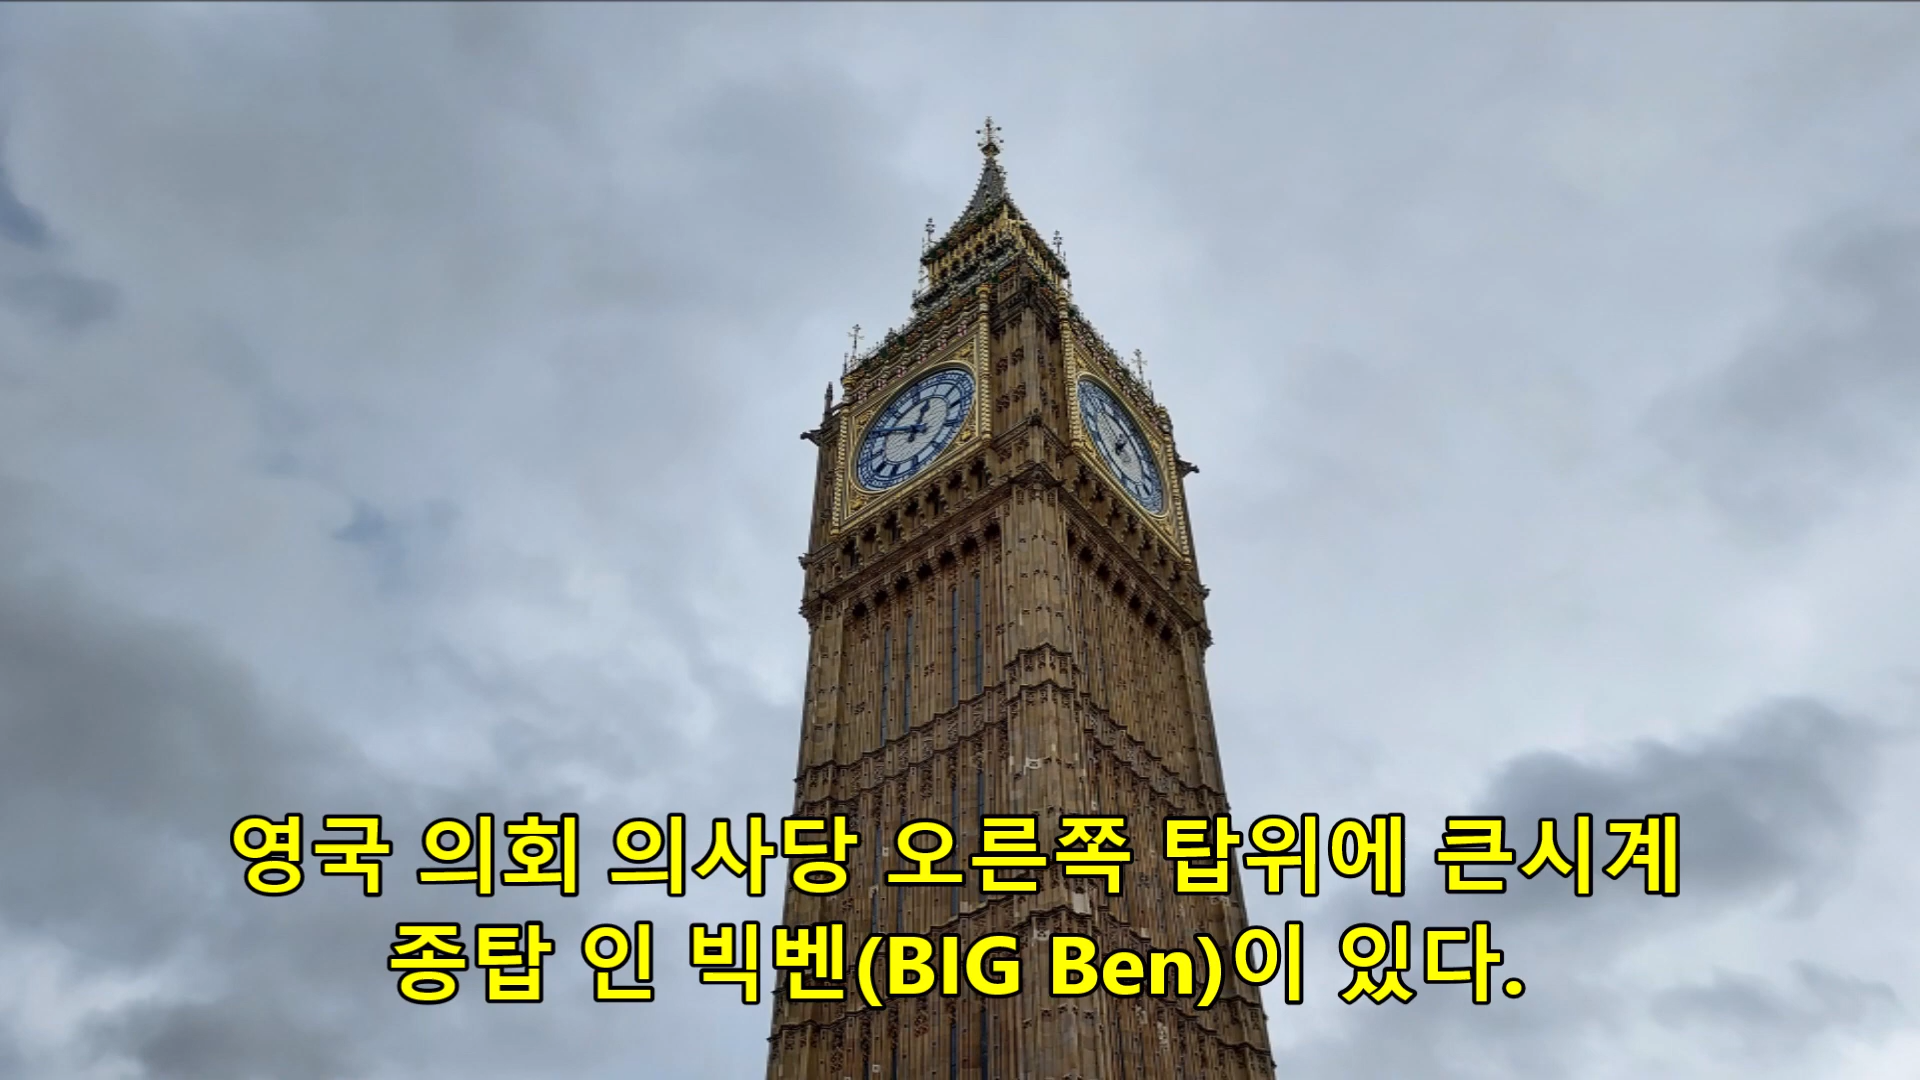 영국 의회 의사당 오른쪽 탑위에 큰시계
종탑 인 빅벤(BIG Ben)이 있다.